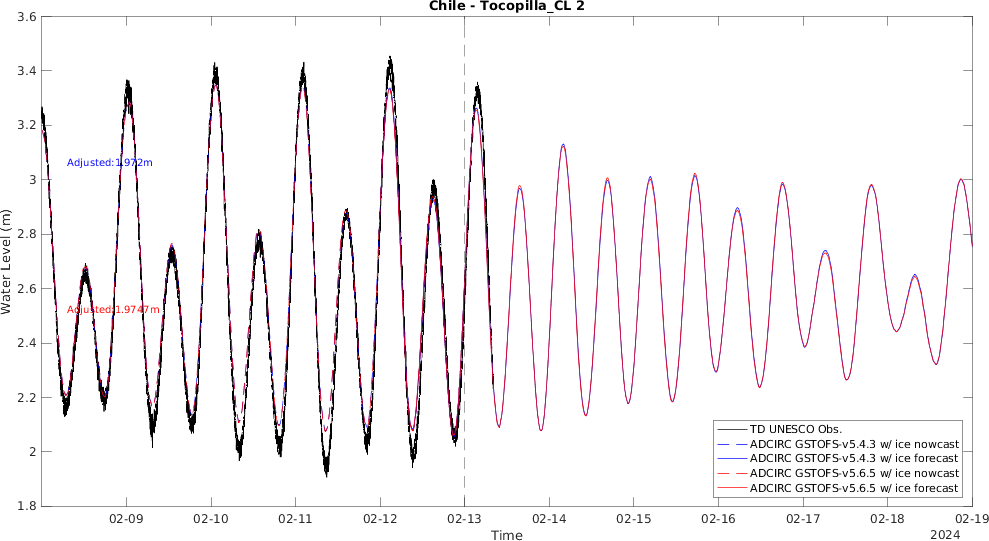 Chile - Tocopilla_CL 2
3.6
3.4
3.2
3
2.8
2.6
2.4
2.2
2
1.8
Water Level (m)
Adjusted:1.972m
Adjusted:1.9747m
TD UNESCO Obs.
ADCIRC GSTOFS-v5.4.3 w/ ice nowcast
ADCIRC GSTOFS-v5.4.3 w/ ice forecast
ADCIRC GSTOFS-v5.6.5 w/ ice nowcast
ADCIRC GSTOFS-v5.6.5 w/ ice forecast
02-09 02-10 02-11 02-12 02-13 02-14 02-15 02-16 02-17 02-18 02-19
Time
2024